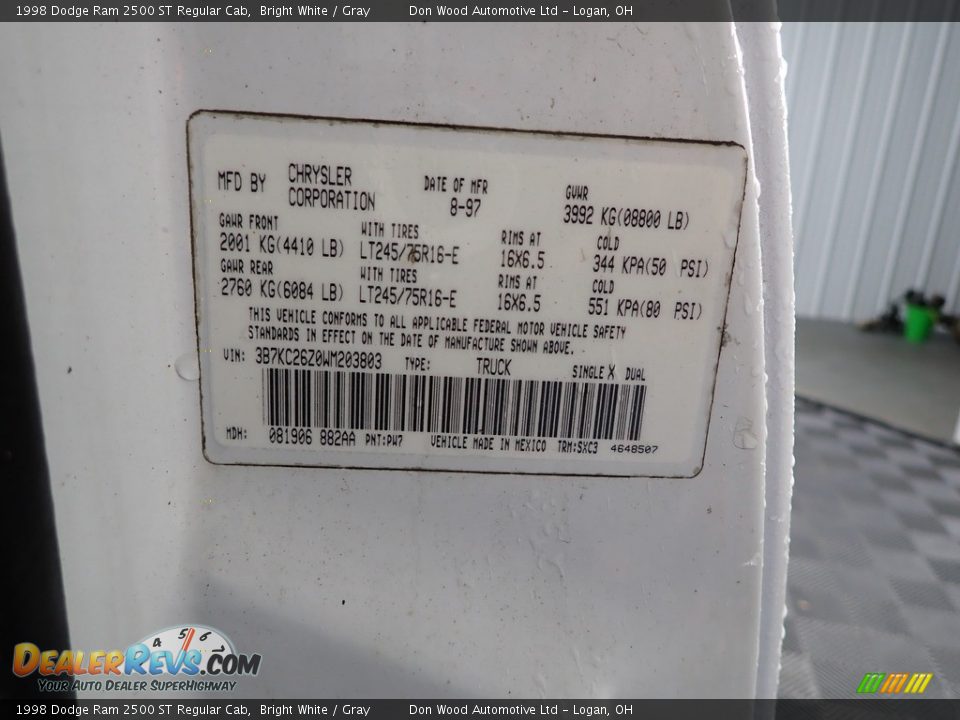 1998 Dodge Ram 2500 ST Regular Cab, Bright White / Gray Don Wood Automotive Ltd - Logan, OH
MFD BY CHRYSLER CORPORATION
DATE OF MFR 8-97
GVWR 3992 KG(08800 LB)
GAWR FRONT WITH TIRES RIMS AT COLD
2001 KG(4410 LB) LT245/75R16-E 16X6.5 344 KPA(50 PSI)
GAWR REAR WITH TIRES RIMS AT COLD
2760 KG(6084 LB) LT245/75R16-E 16X6.5 551 KPA(80 PSI)
THIS VEHICLE CONFORMS TO ALL APPLICABLE FEDERAL MOTOR VEHICLE SAFETY
STANDARDS IN EFFECT ON THE DATE OF MANUFACTURE SHOWN ABOVE.
VIN: 3B7KC26Z0WM203803 TYPE: TRUCK SINGLE X DUAL
MDH: 081906 882AA PNT:PW7 VEHICLE MADE IN MEXICO TRM:SXC3 4648507
4 5 6 7
DEALERREVS.COM
YOUR AUTO DEALER SUPERHIGHWAY
1998 Dodge Ram 2500 ST Regular Cab, Bright White / Gray Don Wood Automotive Ltd - Logan, OH